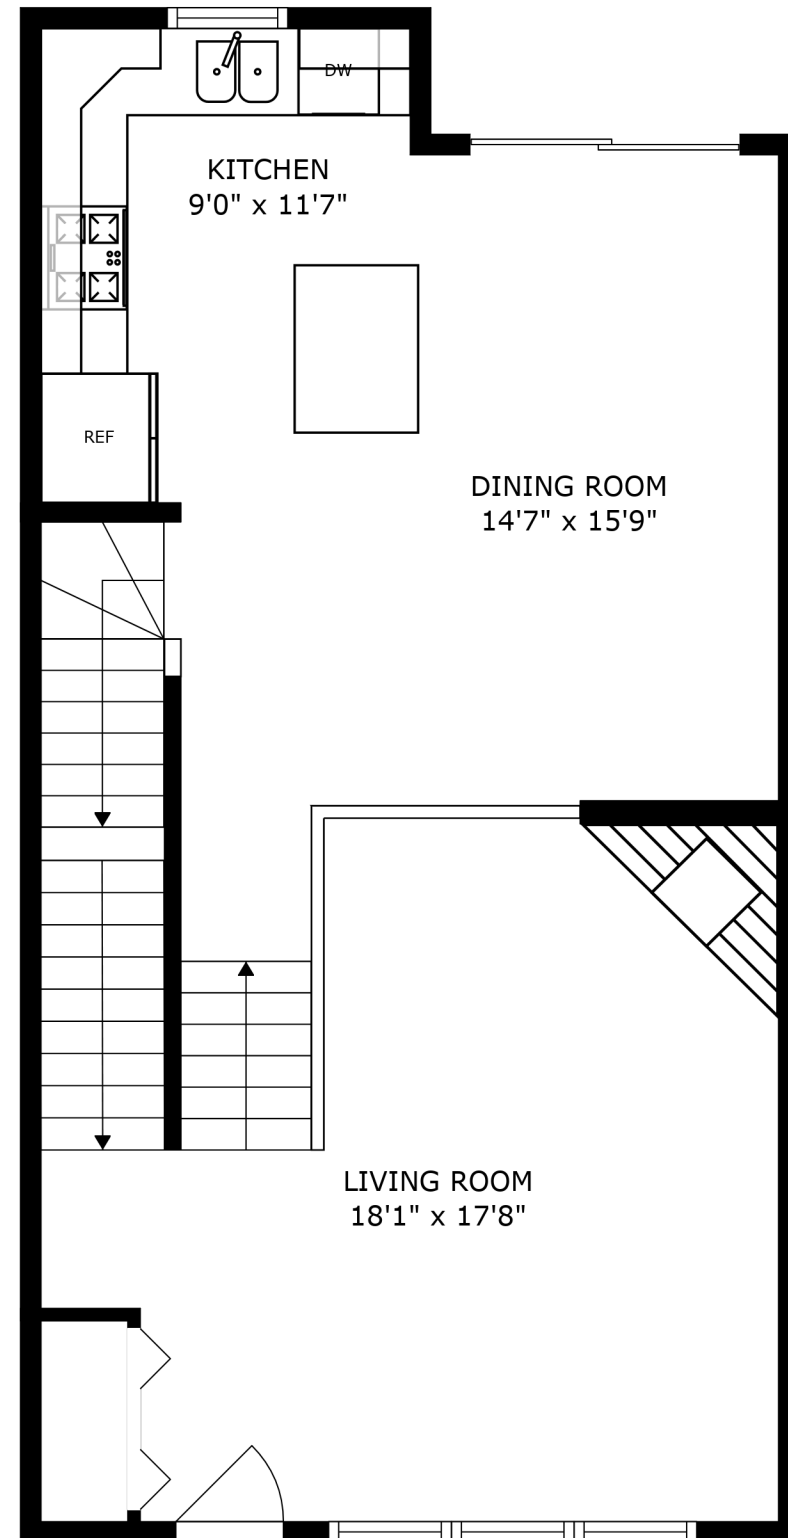 DW
KITCHEN
9'0" x 11'7"
REF
DINING ROOM
14'7" x 15'9"
LIVING ROOM
18'1" x 17'8"